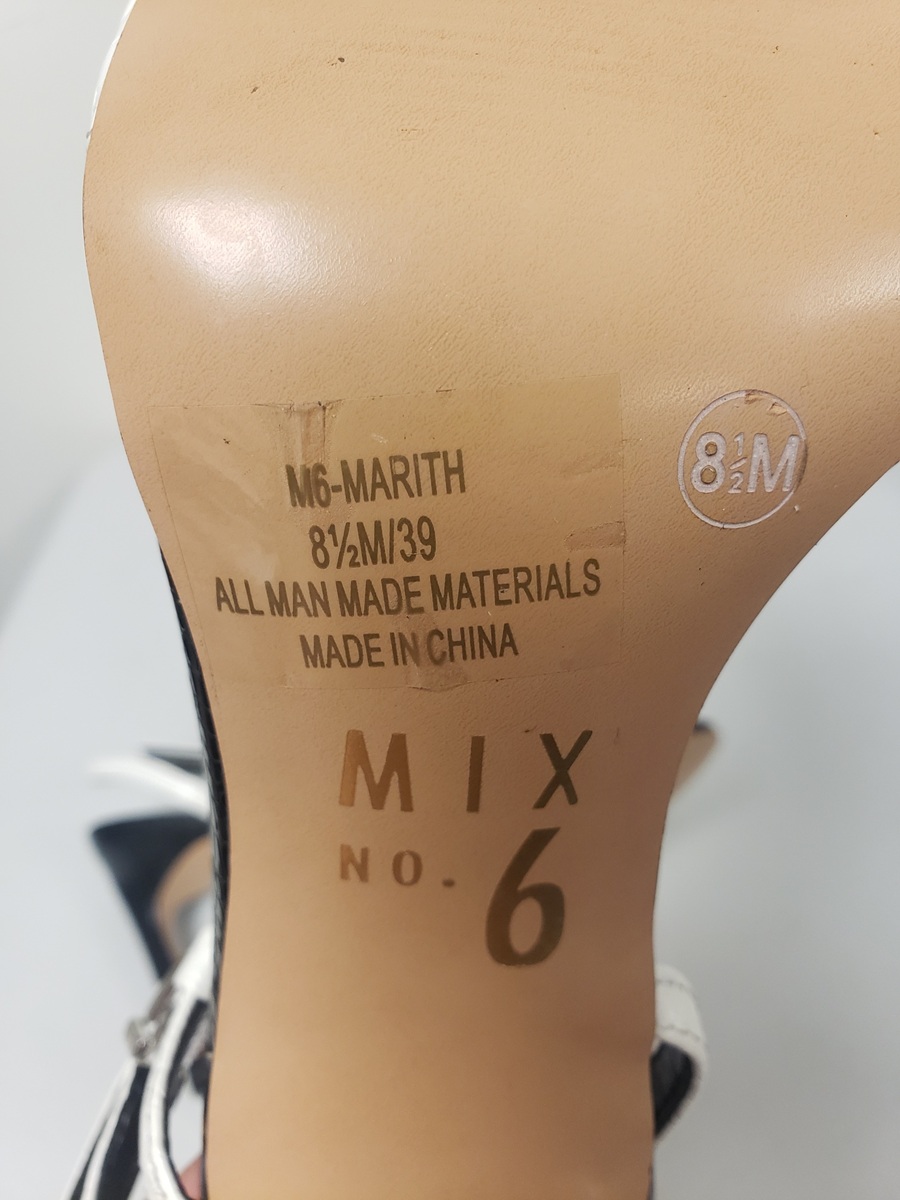 M6-MARITH
8½M/39
ALL MAN MADE MATERIALS
MADE IN CHINA
8½M
MIX
NO. 6